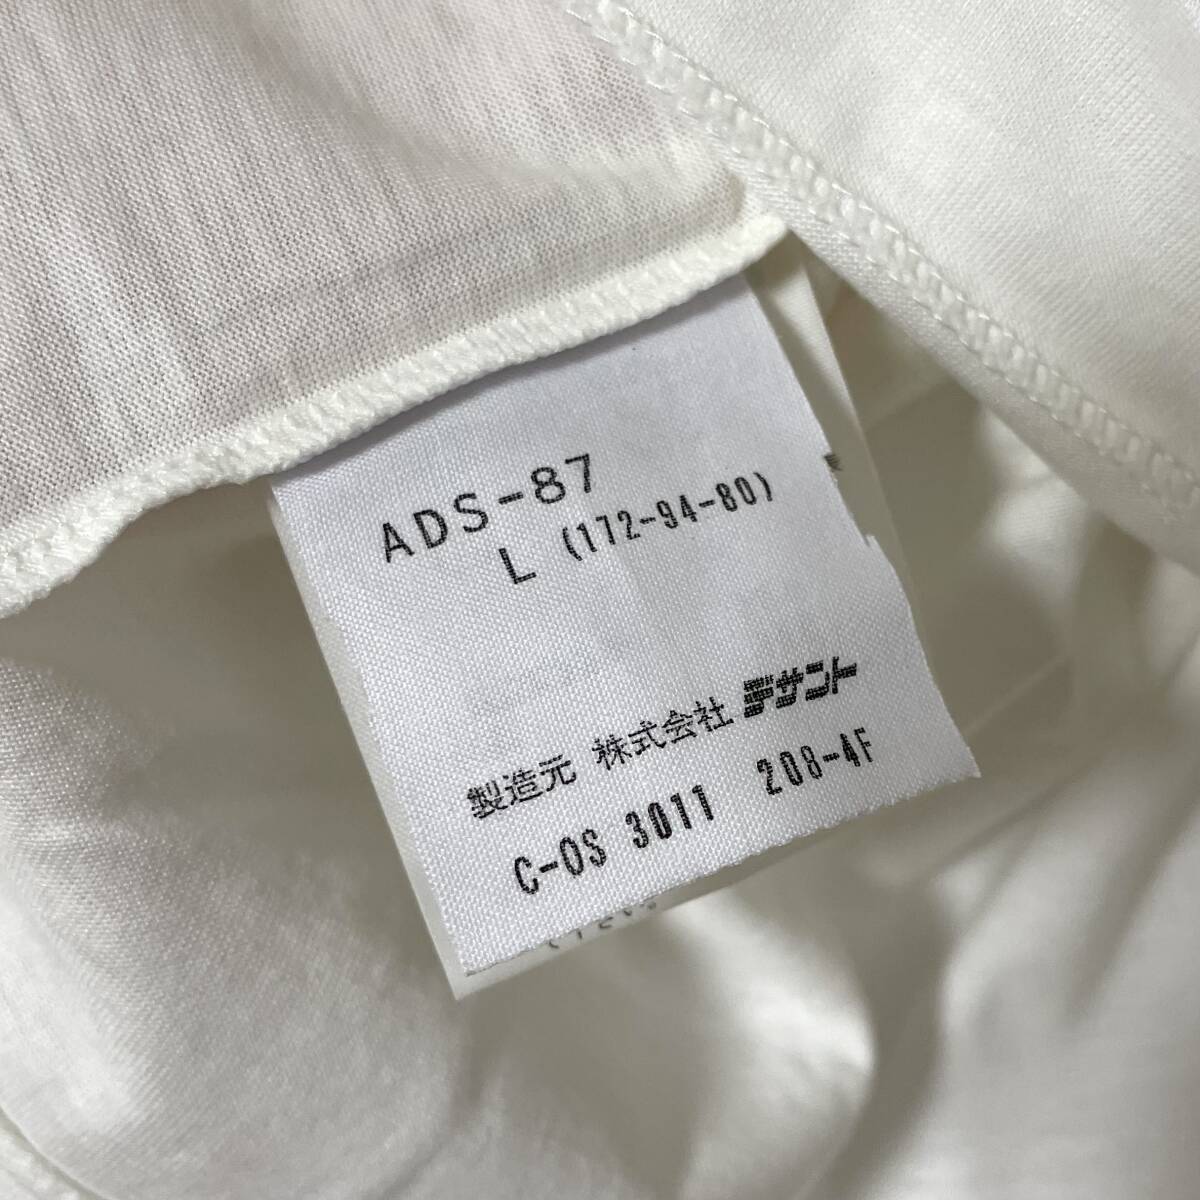 ADS-87
L (172-94-80)
製造元 株式会社 デサント
C-OS 3011 208-4F